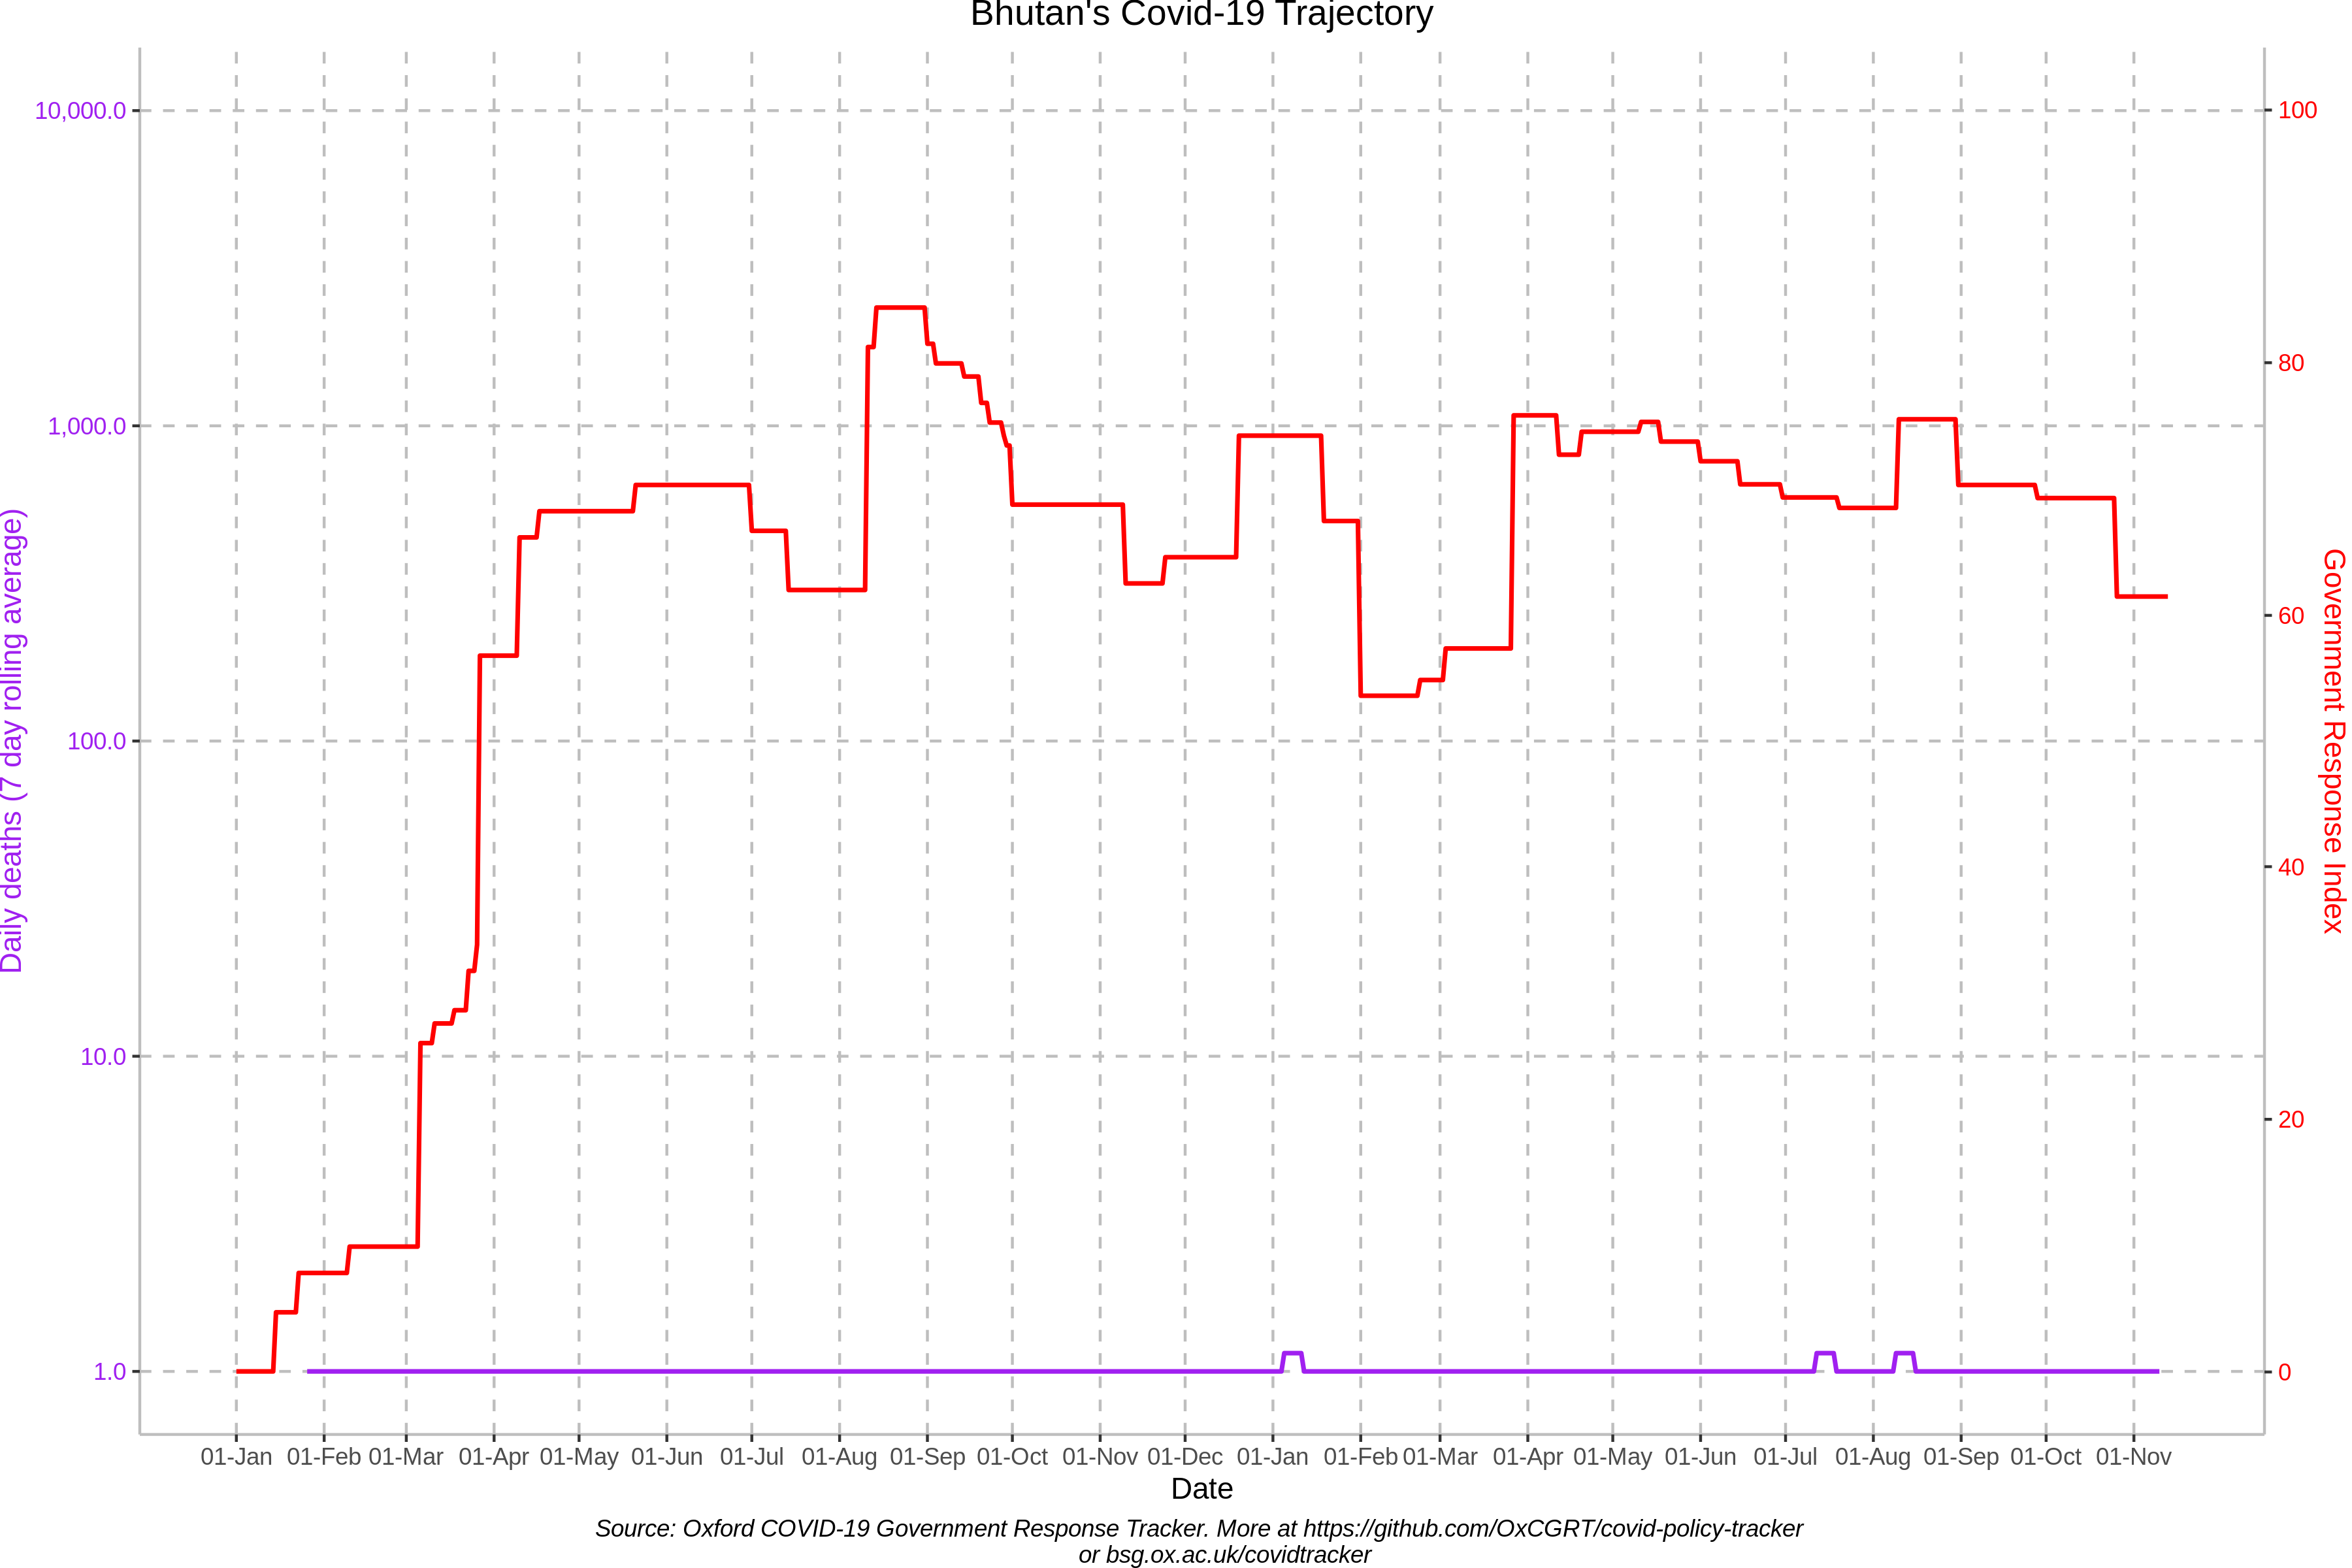 Bhutan's Covid-19 Trajectory
10,000.0
1,000.0
100.0
10.0
1.0
Daily deaths (7 day rolling average)
100
80
60
40
20
0
Government Response Index
01-Jan 01-Feb 01-Mar 01-Apr 01-May 01-Jun 01-Jul 01-Aug 01-Sep 01-Oct 01-Nov 01-Dec 01-Jan 01-Feb 01-Mar 01-Apr 01-May 01-Jun 01-Jul 01-Aug 01-Sep 01-Oct 01-Nov
Date
Source: Oxford COVID-19 Government Response Tracker. More at https://github.com/OxCGRT/covid-policy-tracker
or bsg.ox.ac.uk/covidtracker